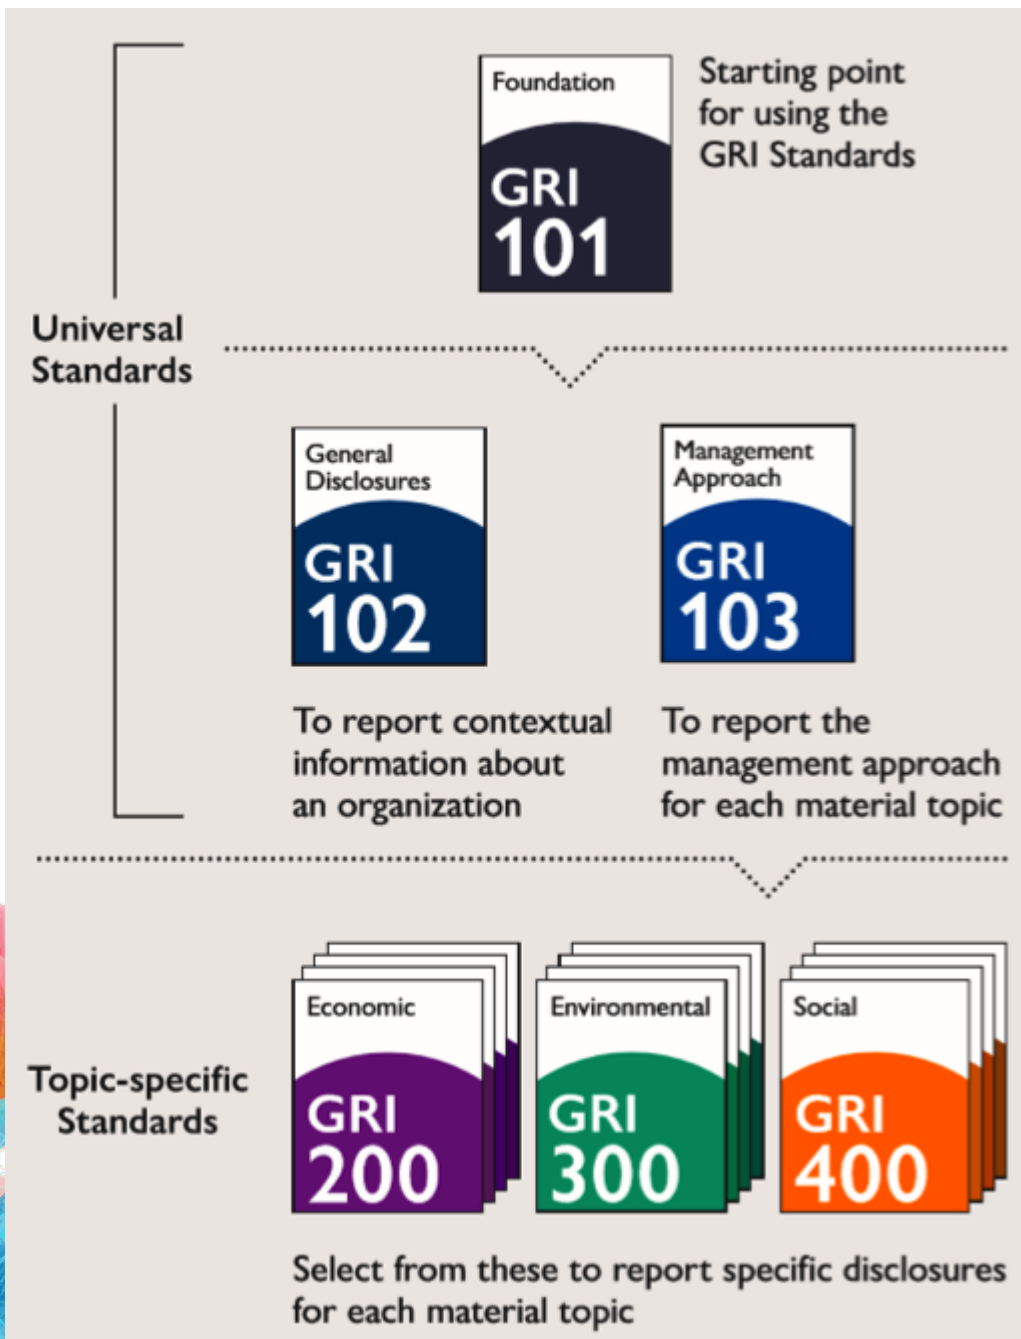 Foundation
GRI
101
Starting point
for using the
GRI Standards
Universal
Standards
General
Disclosures
GRI
102
Management
Approach
GRI
103
To report contextual
information about
an organization
To report the
management approach
for each material topic
Topic-specific
Standards
Economic
GRI
200
Environmental
GRI
300
Social
GRI
400
Select from these to report specific disclosures
for each material topic